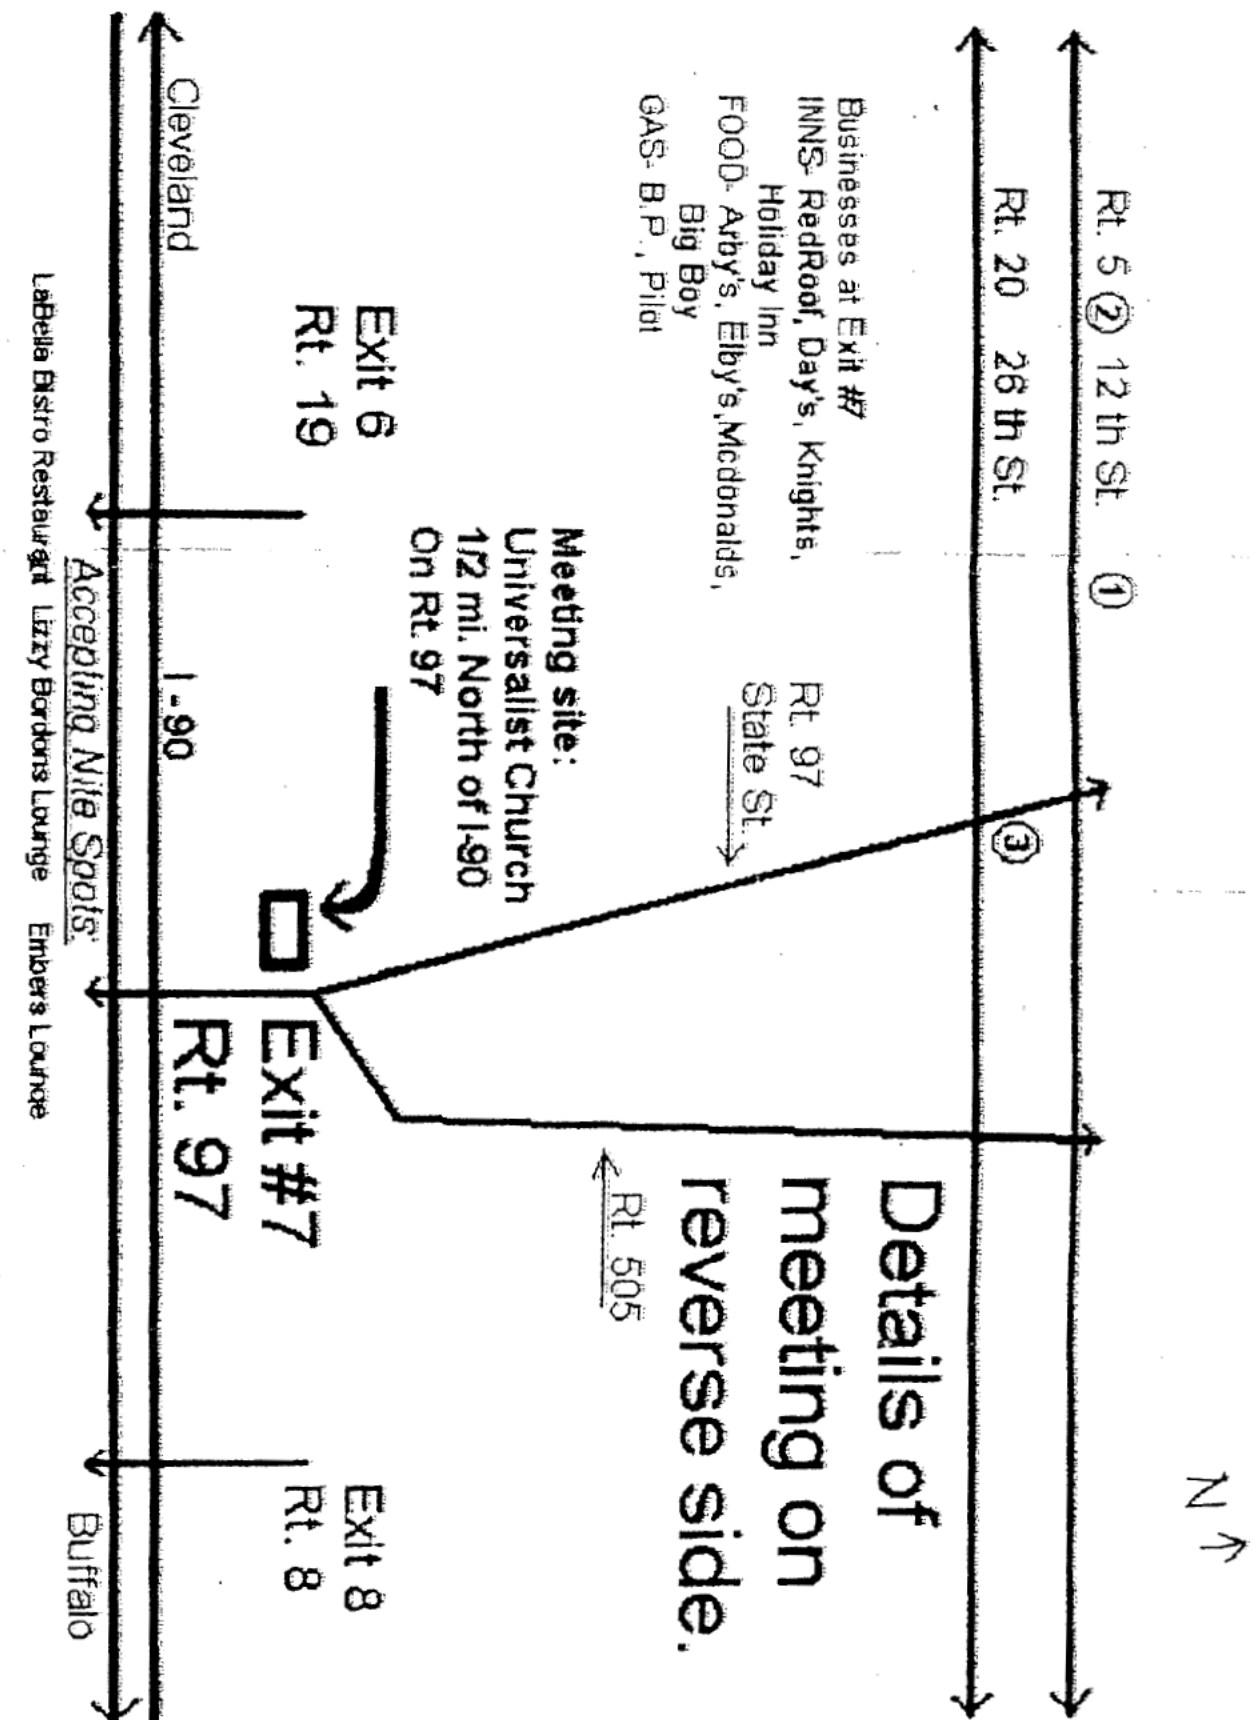 N
Rt. 5 ② 12 th St. ①
Rt. 20 26 th St.
③
Businesses at Exit #7
INNS- RedRoof, Day's, Knights,
Holiday Inn
FOOD- Arby's, Elby's,Mcdonalds,
Big Boy
GAS- B.P., Pilot
Rt. 97
State St.
Details of
meeting on
reverse side.
Rt. 505
Meeting site:
Universalist Church
1/2 mi. North of I-90
On Rt. 97
Exit 6
Rt. 19
Exit #7
Rt. 97
Exit 8
Rt. 8
Cleveland
I-90
Buffalo
Accepting Nite Spots:
LaBella Bistro Restaurant Lizzy Bordons Lounge Embers Lounge